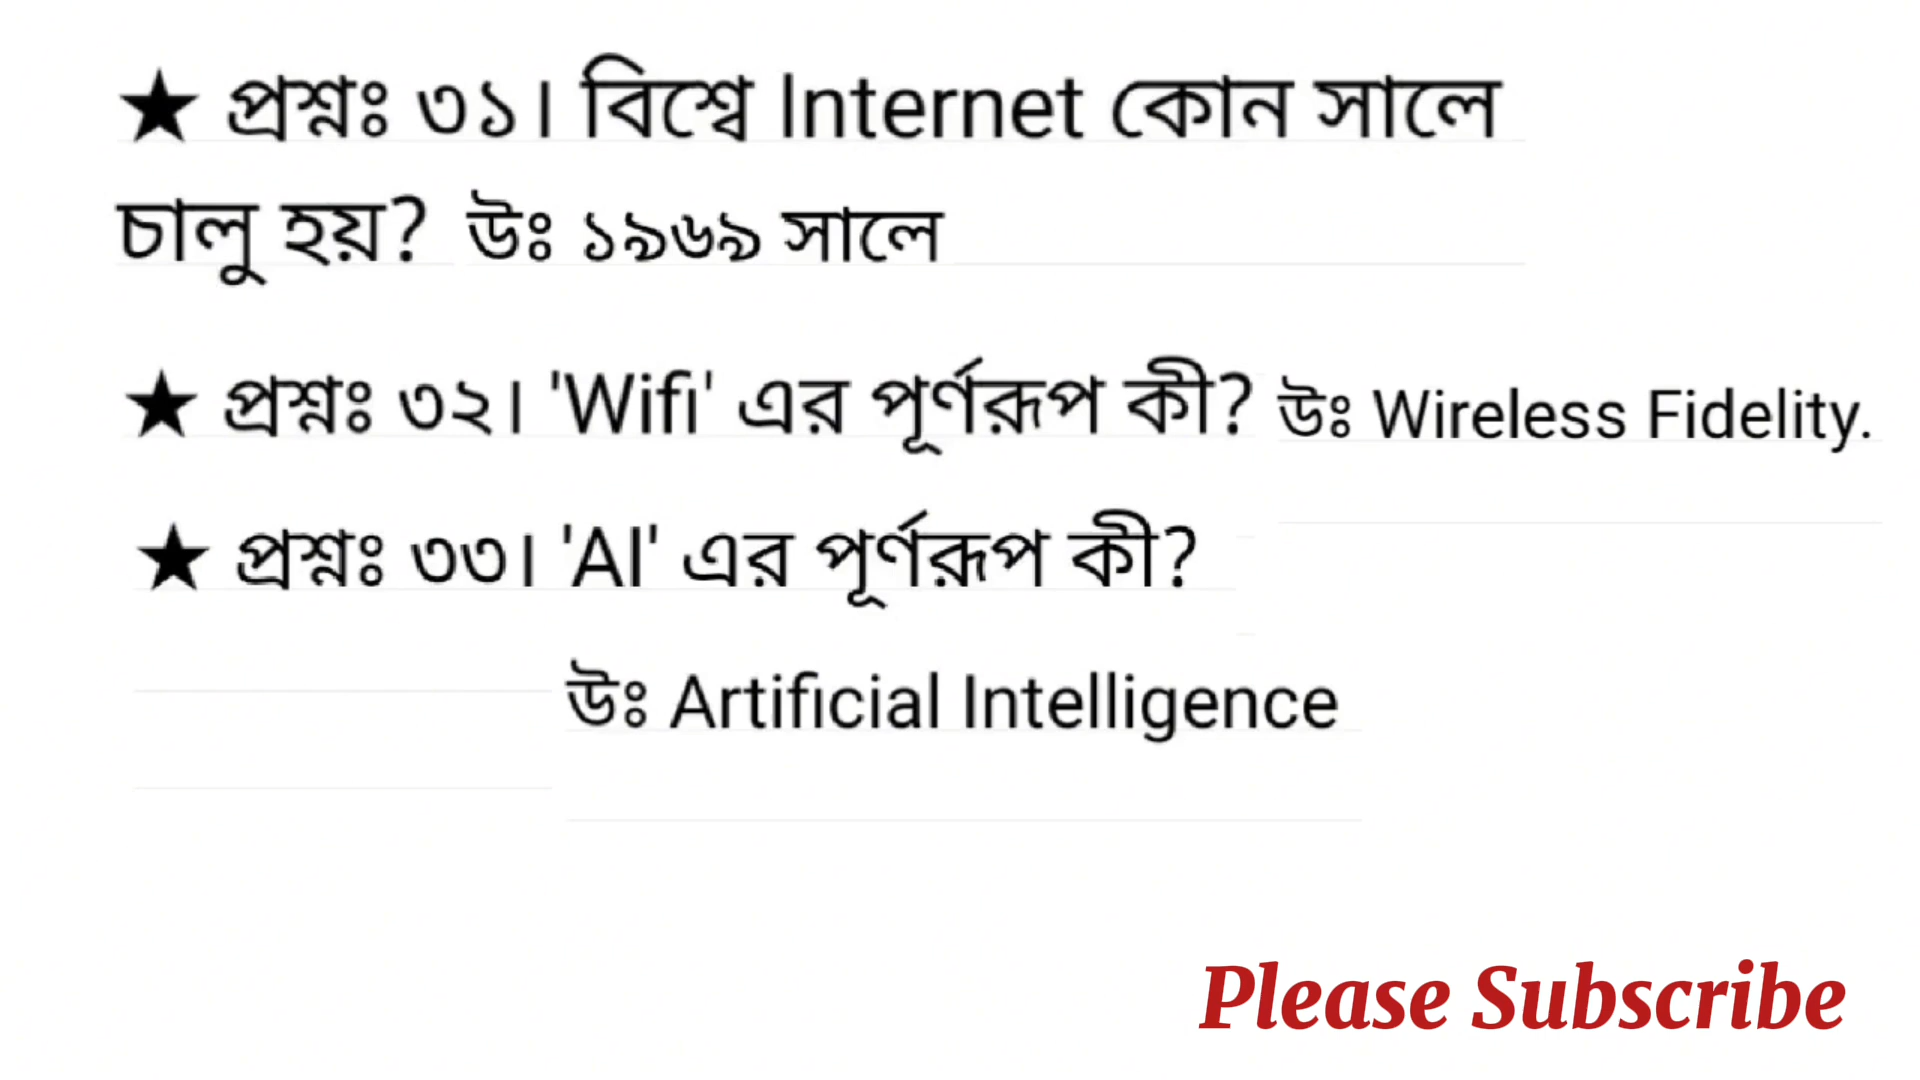 ★ প্রশ্নঃ ৩১। বিশ্বে Internet কোন সালে
চালু হয়? উঃ ১৯৬৯ সালে
★ প্রশ্নঃ ৩২। 'Wifi' এর পূর্ণরূপ কী? উঃ Wireless Fidelity.
★ প্রশ্নঃ ৩৩। 'AI' এর পূর্ণরূপ কী?
উঃ Artificial Intelligence
Please Subscribe